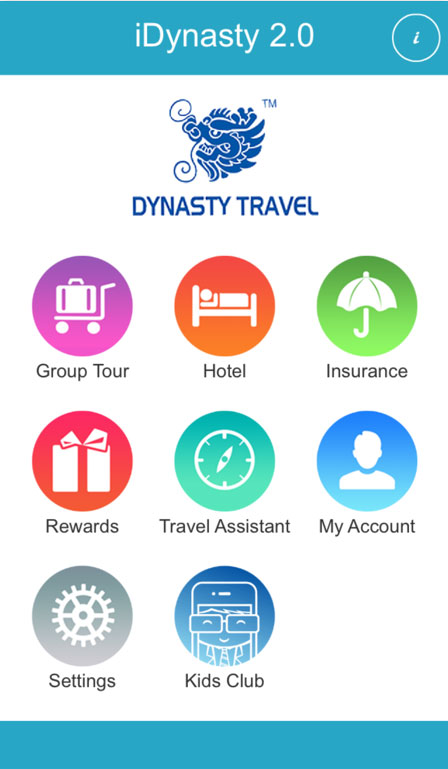 iDynasty 2.0
i
TM
DYNASTY TRAVEL
Group Tour
Hotel
Insurance
Rewards
Travel Assistant
My Account
Settings
Kids Club